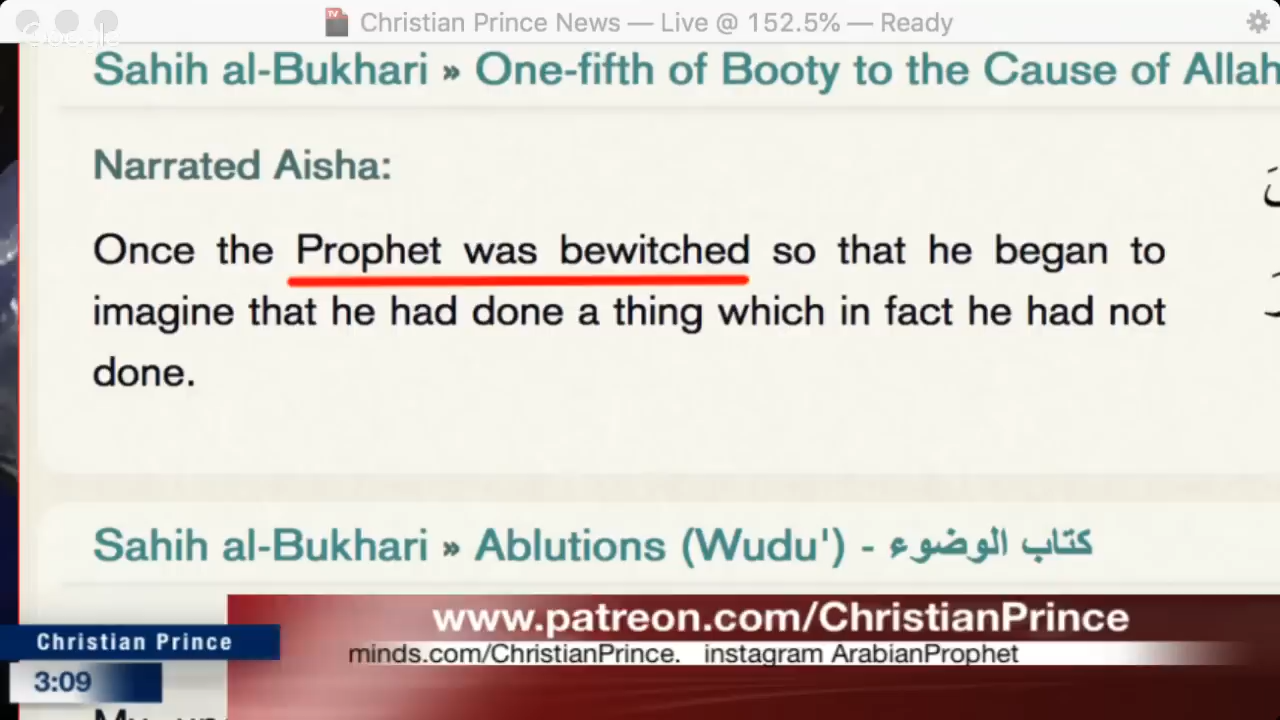 Google
Christian Prince News — Live @ 152.5% — Ready
Sahih al-Bukhari » One-fifth of Booty to the Cause of Allah
Narrated Aisha:
Once the Prophet was bewitched so that he began to
imagine that he had done a thing which in fact he had not
done.
Sahih al-Bukhari » Ablutions (Wudu') - كتاب الوضوء
www.patreon.com/ChristianPrince
Christian Prince
minds.com/ChristianPrince. instagram ArabianProphet
3:09